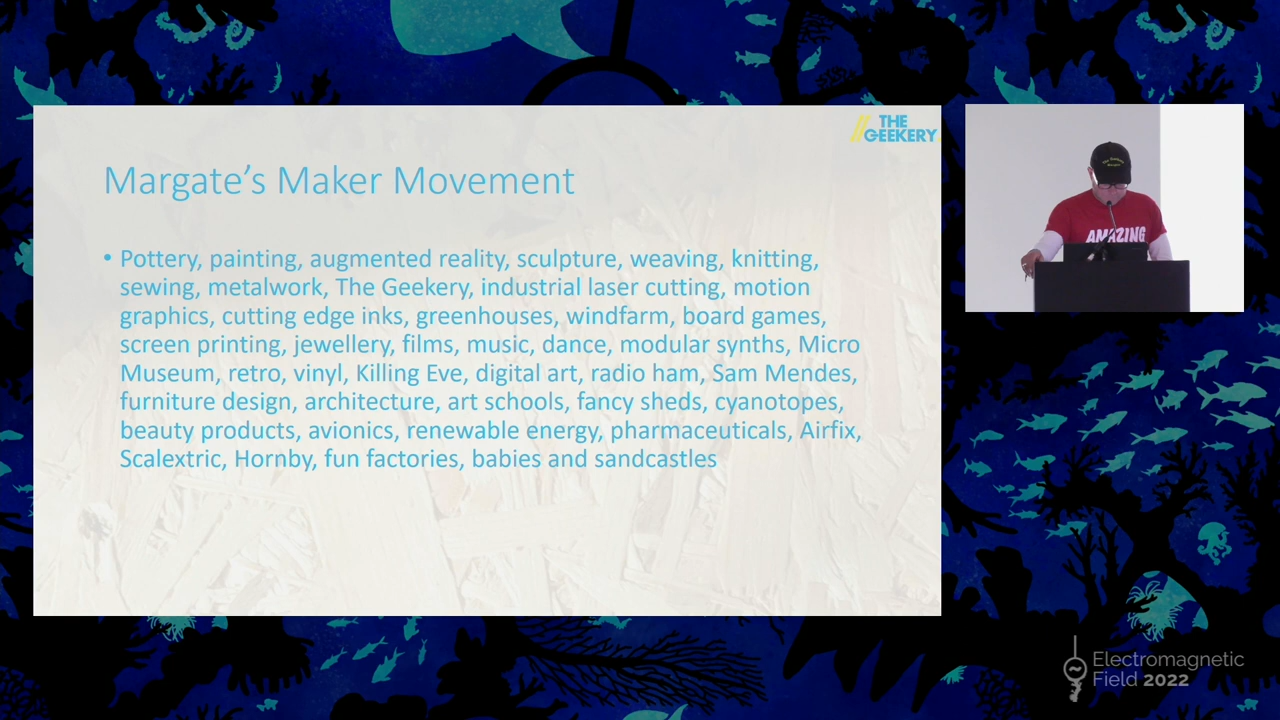 THE
GEEKERY
Margate's Maker Movement
• Pottery, painting, augmented reality, sculpture, weaving, knitting,
sewing, metalwork, The Geekery, industrial laser cutting, motion
graphics, cutting edge inks, greenhouses, windfarm, board games,
screen printing, jewellery, films, music, dance, modular synths, Micro
Museum, retro, vinyl, Killing Eve, digital art, radio ham, Sam Mendes,
furniture design, architecture, art schools, fancy sheds, cyanotopes,
beauty products, avionics, renewable energy, pharmaceuticals, Airfix,
Scalextric, Hornby, fun factories, babies and sandcastles
AMAZING
Electromagnetic
Field 2022